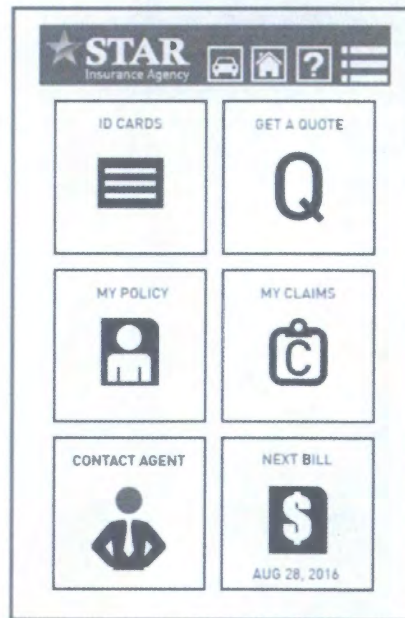 STAR
Insurance Agency
?
ID CARDS
GET A QUOTE
Q
MY POLICY
MY CLAIMS
C
CONTACT AGENT
NEXT BILL
$
AUG 28, 2016